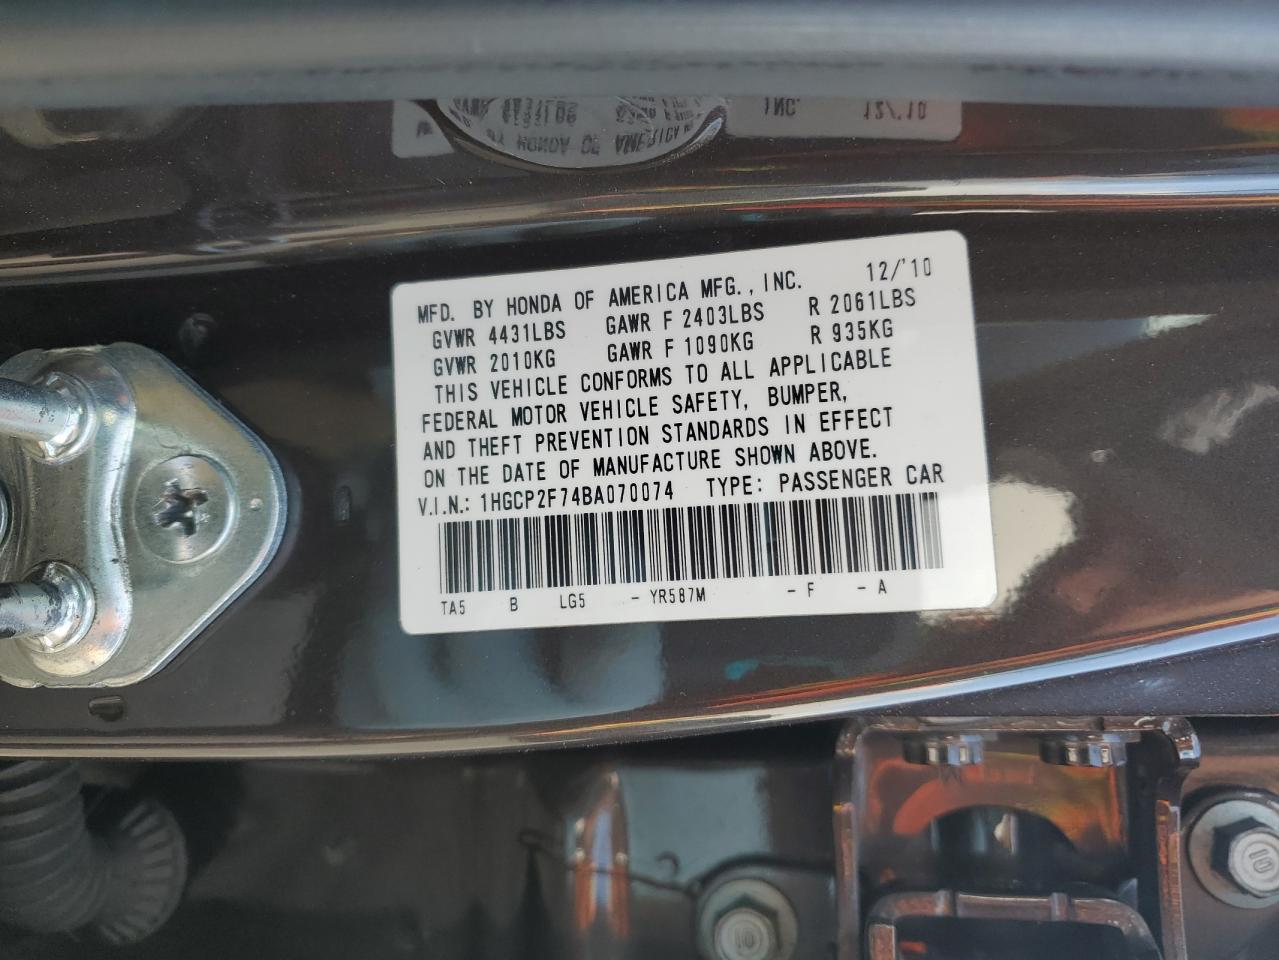 MFD. BY HONDA OF AMERICA MFG., INC. 12/'10
GVWR 4431LBS GAWR F 2403LBS R 2061LBS
GVWR 2010KG GAWR F 1090KG R 935KG
THIS VEHICLE CONFORMS TO ALL APPLICABLE
FEDERAL MOTOR VEHICLE SAFETY, BUMPER,
AND THEFT PREVENTION STANDARDS IN EFFECT
ON THE DATE OF MANUFACTURE SHOWN ABOVE.
V.I.N.: 1HGCP2F74BA070074 TYPE: PASSENGER CAR
TA5 B LG5 -YR587M -F -A
10